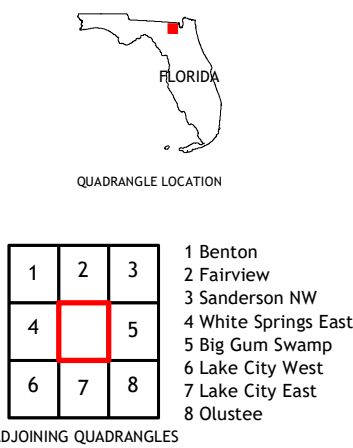 FLORIDA
QUADRANGLE LOCATION
1 2 3
4 5
6 7 8
1 Benton
2 Fairview
3 Sanderson NW
4 White Springs East
5 Big Gum Swamp
6 Lake City West
7 Lake City East
8 Olustee
DJOINING QUADRANGLES